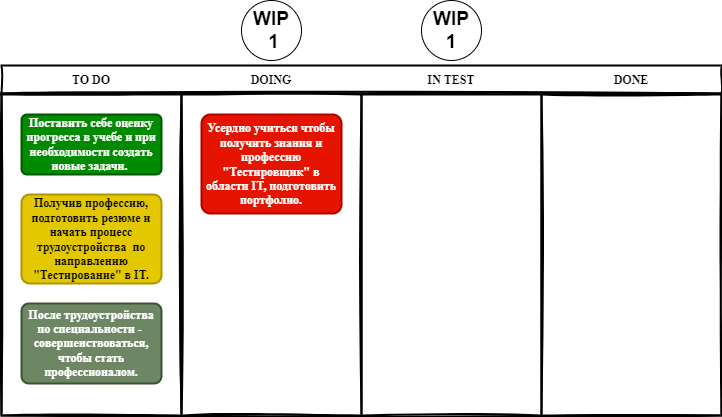 WIP
1
WIP
1
TO DO
DOING
IN TEST
DONE
Поставить себе оценку
прогресса в учебе и при
необходимости создать
новые задачи.
Получив профессию,
подготовить резюме и
начать процесс
трудоустройства по
направлению
"Тестирование" в IT.
После трудоустройства
по специальности -
совершенствоваться,
чтобы стать
профессионалом.
Усердно учиться чтобы
получить знания и
профессию
"Тестировщик" в
области IT, подготовить
портфолио.